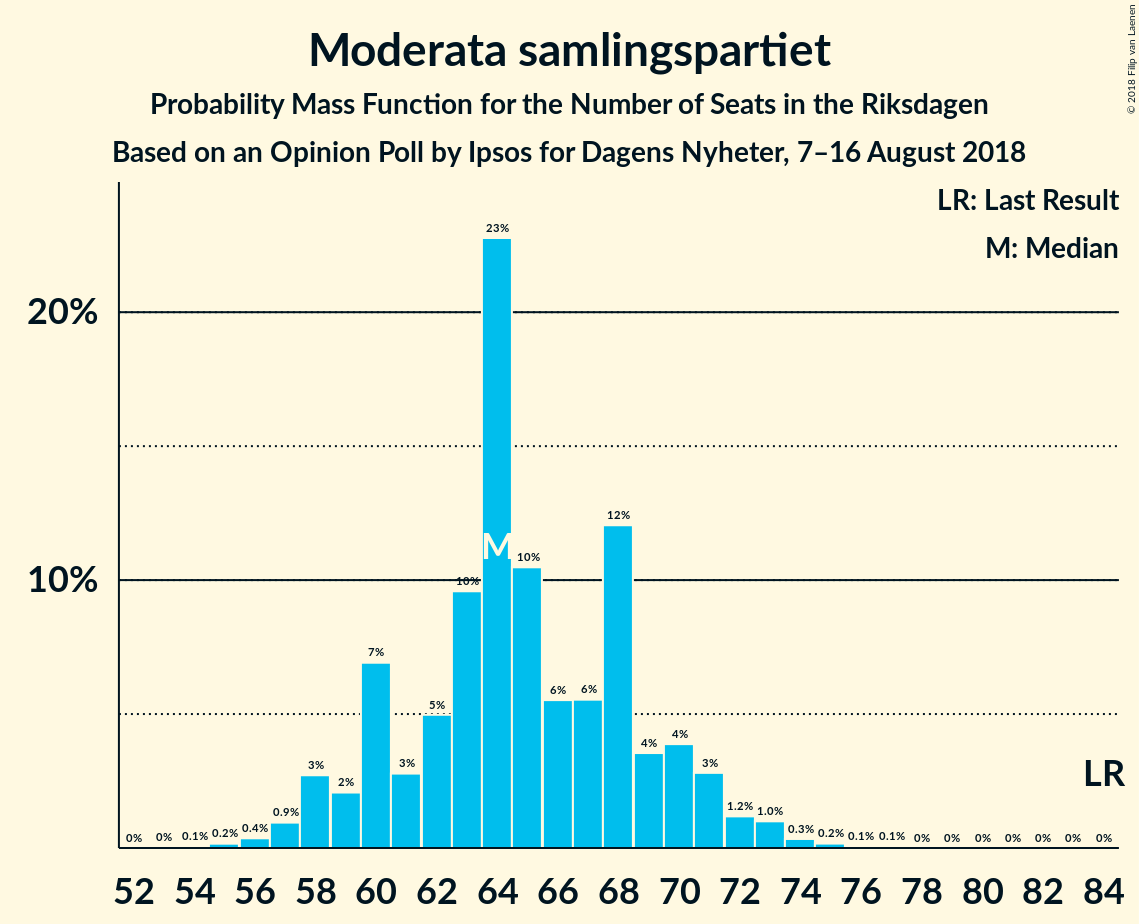 Moderata samlingspartiet
Probability Mass Function for the Number of Seats in the Riksdagen
Based on an Opinion Poll by Ipsos for Dagens Nyheter, 7–16 August 2018
© 2018 Filip van Laenen
LR: Last Result
M: Median
20%
10%
0% 0% 0.1% 0.2% 0.4% 0.9% 3% 2% 7% 3% 5% 10% 23% 10% 6% 6% 12% 4% 4% 3% 1.2% 1.0% 0.3% 0.2% 0.1% 0.1% 0% 0% 0% 0% 0% 0% 0%
M
LR
52 54 56 58 60 62 64 66 68 70 72 74 76 78 80 82 84